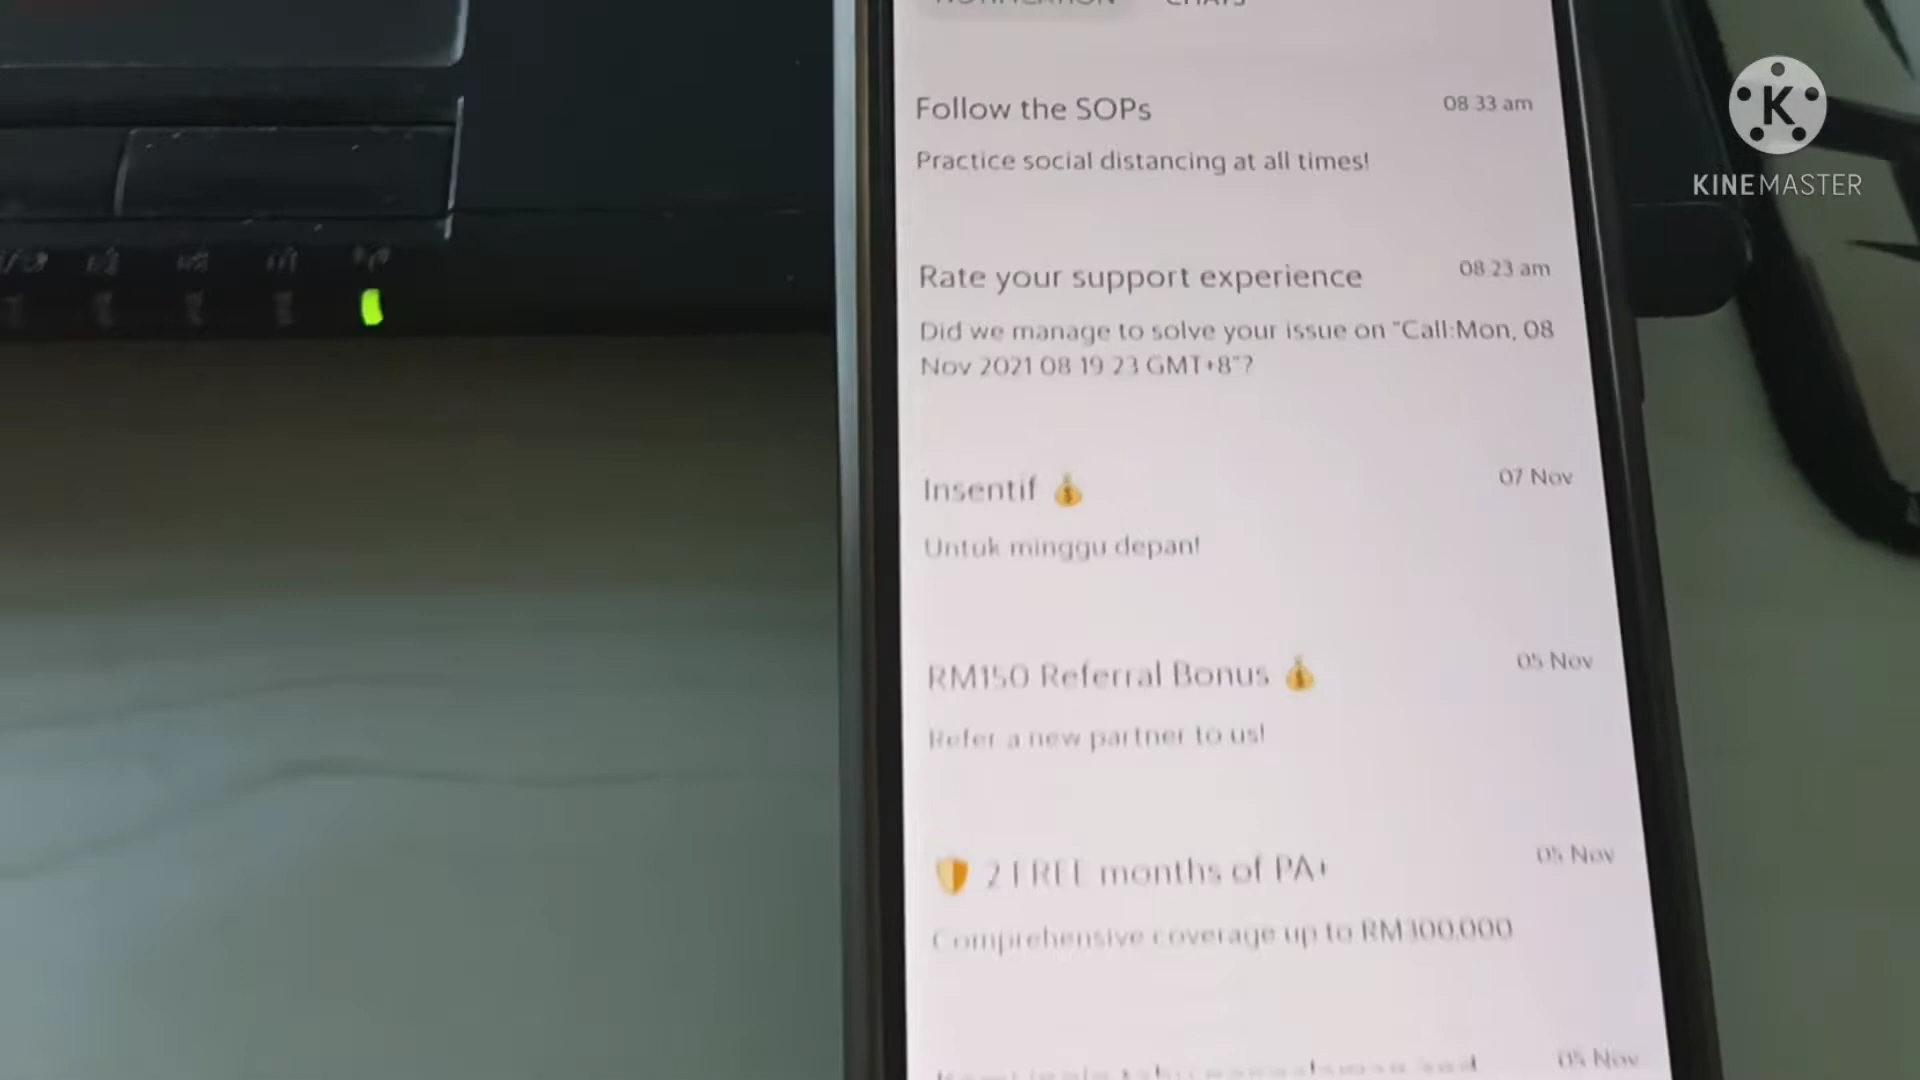 NOTIFICATION CHATS
Follow the SOPs 08 33 am
Practice social distancing at all times!
Rate your support experience 08 23 am
Did we manage to solve your issue on "Call:Mon, 08
Nov 2021 08 19 23 GMT+8"?
Insentif 07 Nov
Untuk minggu depan!
RM150 Referral Bonus 05 Nov
Refer a new partner to us!
2 FREE months of PA+ 05 Nov
Comprehensive coverage up to RM300,000
05 Nov
K
KINEMASTER